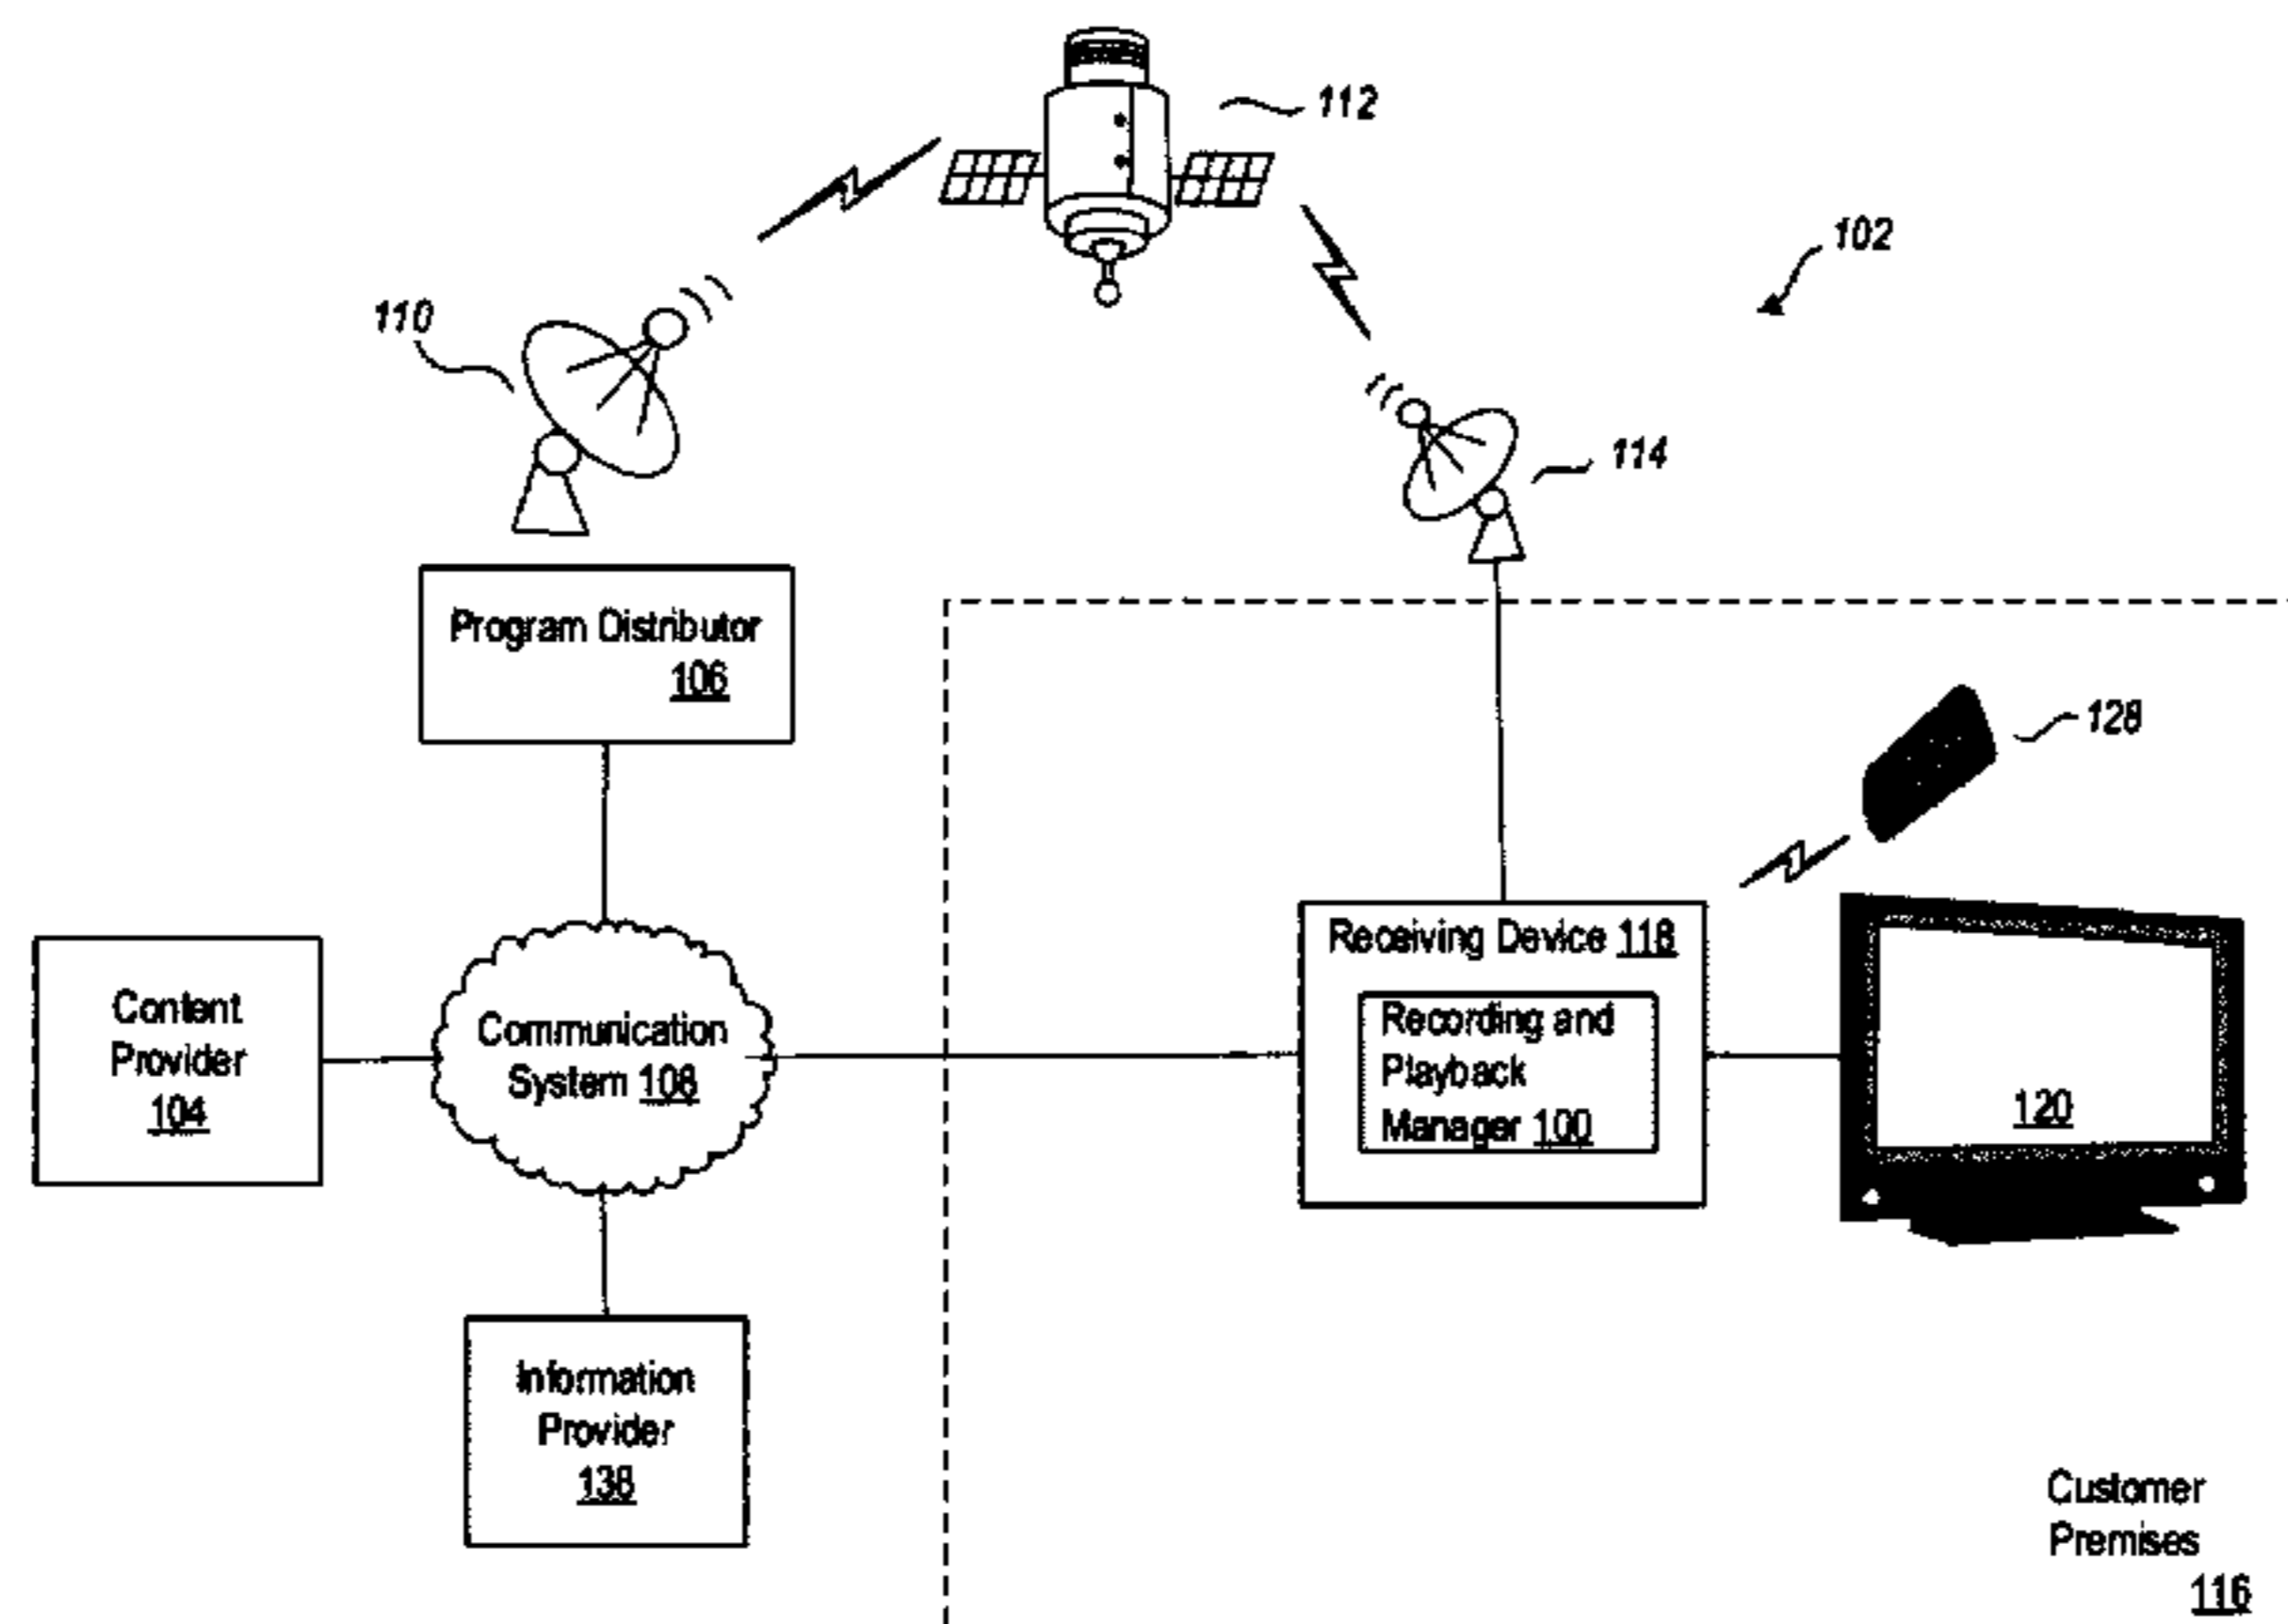 112
102
110
114
Program Distributor
106
128
Receiving Device 118
Recording and
Playback
Manager 100
Content
Provider
104
Communication
System 108
120
Information
Provider
138
Customer
Premises
116